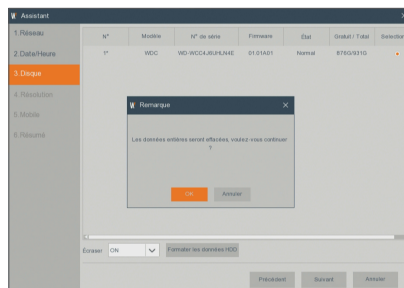 Assistant
1.Réseau
2.Date/Heure
3.Disque
4.Résolution
5.Mobile
6.Résumé
N° Modèle N° de série Firmware État Gratuit / Total Sélection
1* WDC WD-WCC4J6UHLN4E 01.01A01 Normal 876G/931G
Remarque
Les données entières seront effacées, voulez-vous continuer
?
OK Annuler
Écraser ON Formater les données HDD
Précédent Suivant Annuler